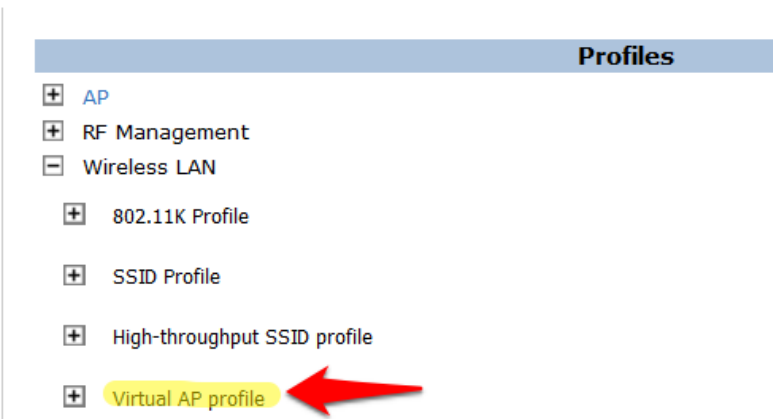 Profiles
AP
RF Management
Wireless LAN
802.11K Profile
SSID Profile
High-throughput SSID profile
Virtual AP profile